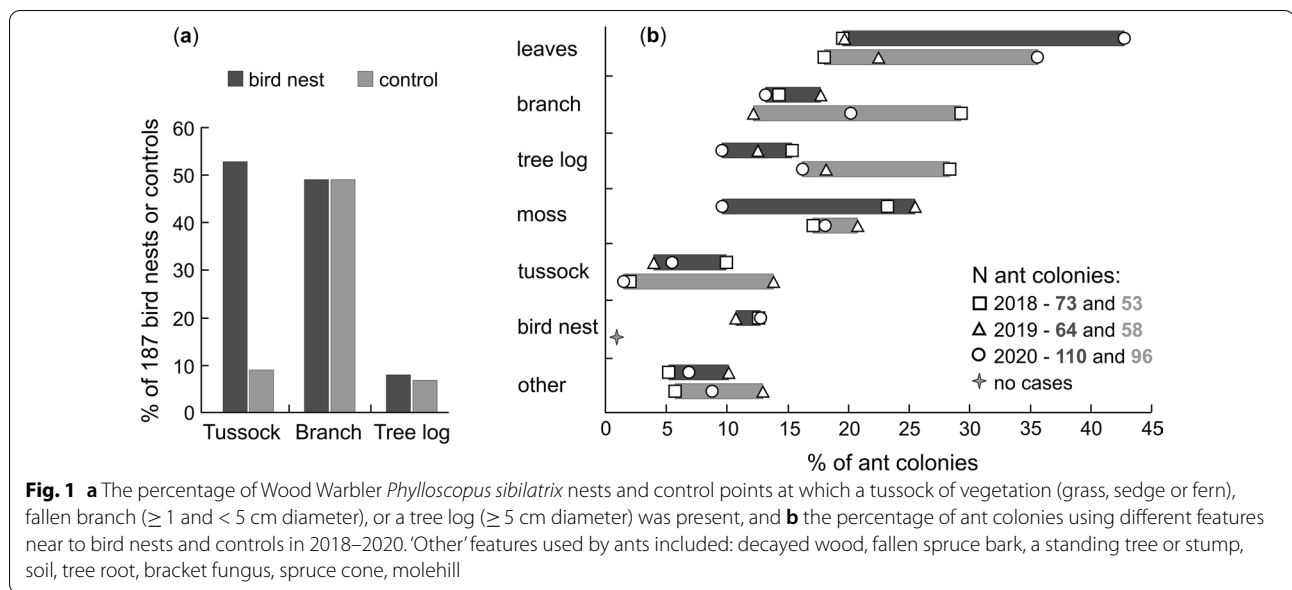 (a)
bird nest control
% of 187 bird nests or controls
60
50
40
30
20
10
0
Tussock Branch Tree log
(b)
leaves
branch
tree log
moss
tussock
bird nest
other
N ant colonies:
2018 - 73 and 53
2019 - 64 and 58
2020 - 110 and 96
no cases
0 5 10 15 20 25 30 35 40 45
% of ant colonies
Fig. 1 a The percentage of Wood Warbler Phylloscopus sibilatrix nests and control points at which a tussock of vegetation (grass, sedge or fern),
fallen branch (≥ 1 and < 5 cm diameter), or a tree log (≥ 5 cm diameter) was present, and b the percentage of ant colonies using different features
near to bird nests and controls in 2018–2020. ‘Other’ features used by ants included: decayed wood, fallen spruce bark, a standing tree or stump,
soil, tree root, bracket fungus, spruce cone, molehill